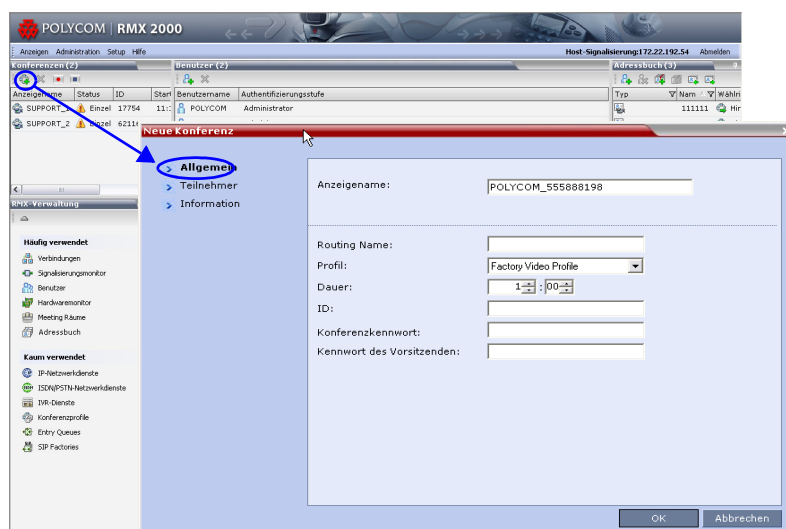 POLYCOM | RMX 2000
Anzeigen Administration Setup Hilfe
Host-Signalisierung:172.22.192.54 Abmelden
Konferenzen (2)
Benutzer (2)
Adressbuch (3)
Anzeigename Status ID Start
Benutzername Authentifizierungsstufe
Typ Nam Wählri
SUPPORT_1 Einzel 17754 11:
POLYCOM Administrator
111111 Hir
SUPPORT_2 Einzel 6211
Neue Konferenz
Allgemein
Teilnehmer
Information
Anzeigename: POLYCOM_555888198
Routing Name:
Profil: Factory Video Profile
Dauer: 1 : 00
ID:
Konferenzkennwort:
Kennwort des Vorsitzenden:
OK Abbrechen
RMX-Verwaltung
Häufig verwendet
Verbindungen
Signalisierungsmonitor
Benutzer
Hardwaremonitor
Meeting Räume
Adressbuch
Kaum verwendet
IP-Netzwerkdienste
ISDN/PSTN-Netzwerkdienste
IVR-Dienste
Konferenzprofile
Entry Queues
SIP Factories